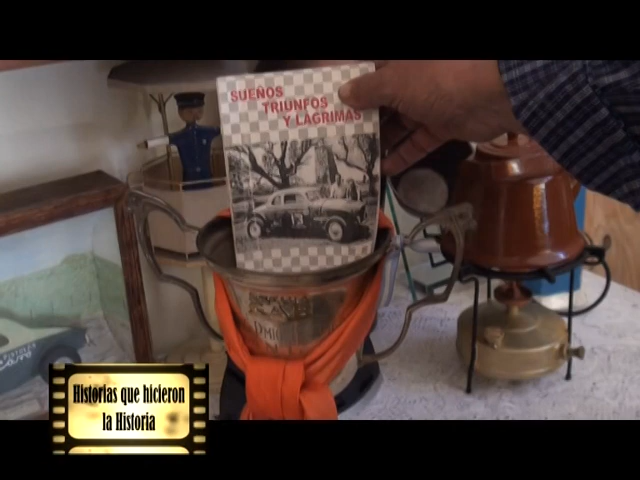 SUEÑOS
TRIUNFOS
Y LAGRIMAS
Historias que hicieron
la Historia